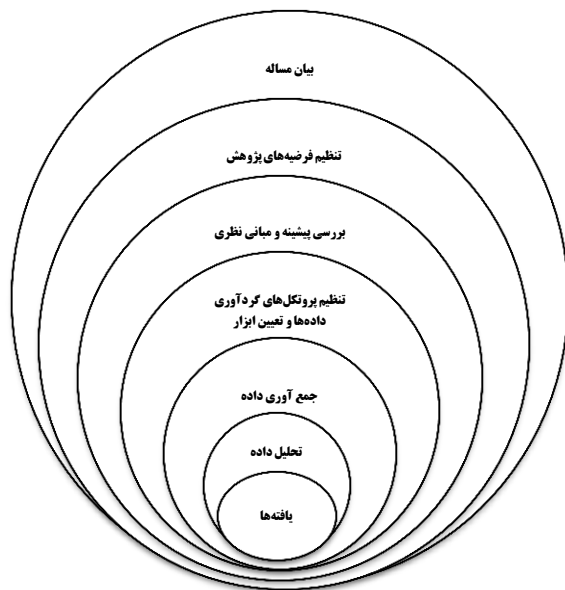 بیان مساله
تنظیم فرضیه‌های پژوهش
بررسی پیشینه و مبانی نظری
تنظیم پروتکل‌های گردآوری
داده‌ها و تعیین ابزار
جمع آوری داده
تحلیل داده
یافته‌ها